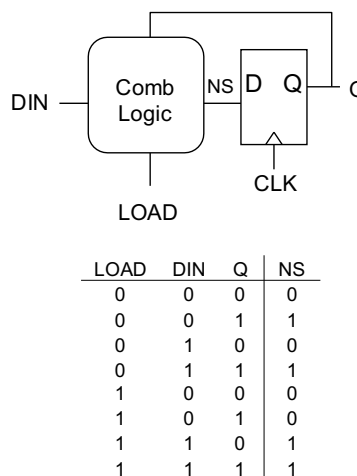 Comb
Logic
DIN
NS
D Q
CLK
LOAD
LOAD DIN Q NS
0 0 0 0
0 0 1 1
0 1 0 0
0 1 1 1
1 0 0 0
1 0 1 0
1 1 0 1
1 1 1 1